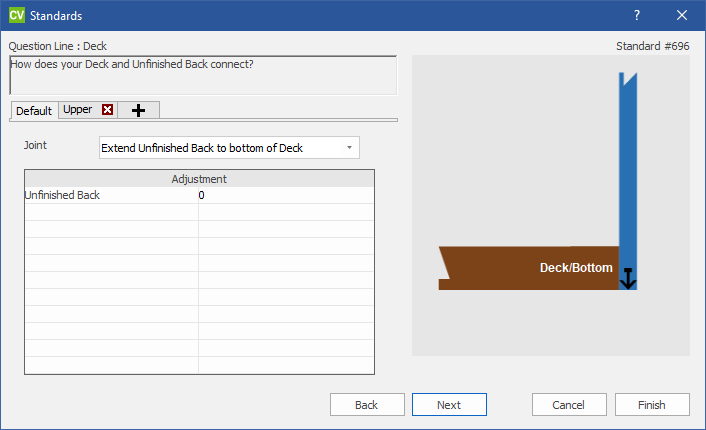 CV Standards ?
Question Line : Deck Standard #696
How does your Deck and Unfinished Back connect?
Default Upper
Joint Extend Unfinished Back to bottom of Deck
Adjustment
Unfinished Back 0
Deck/Bottom
Back Next Cancel Finish